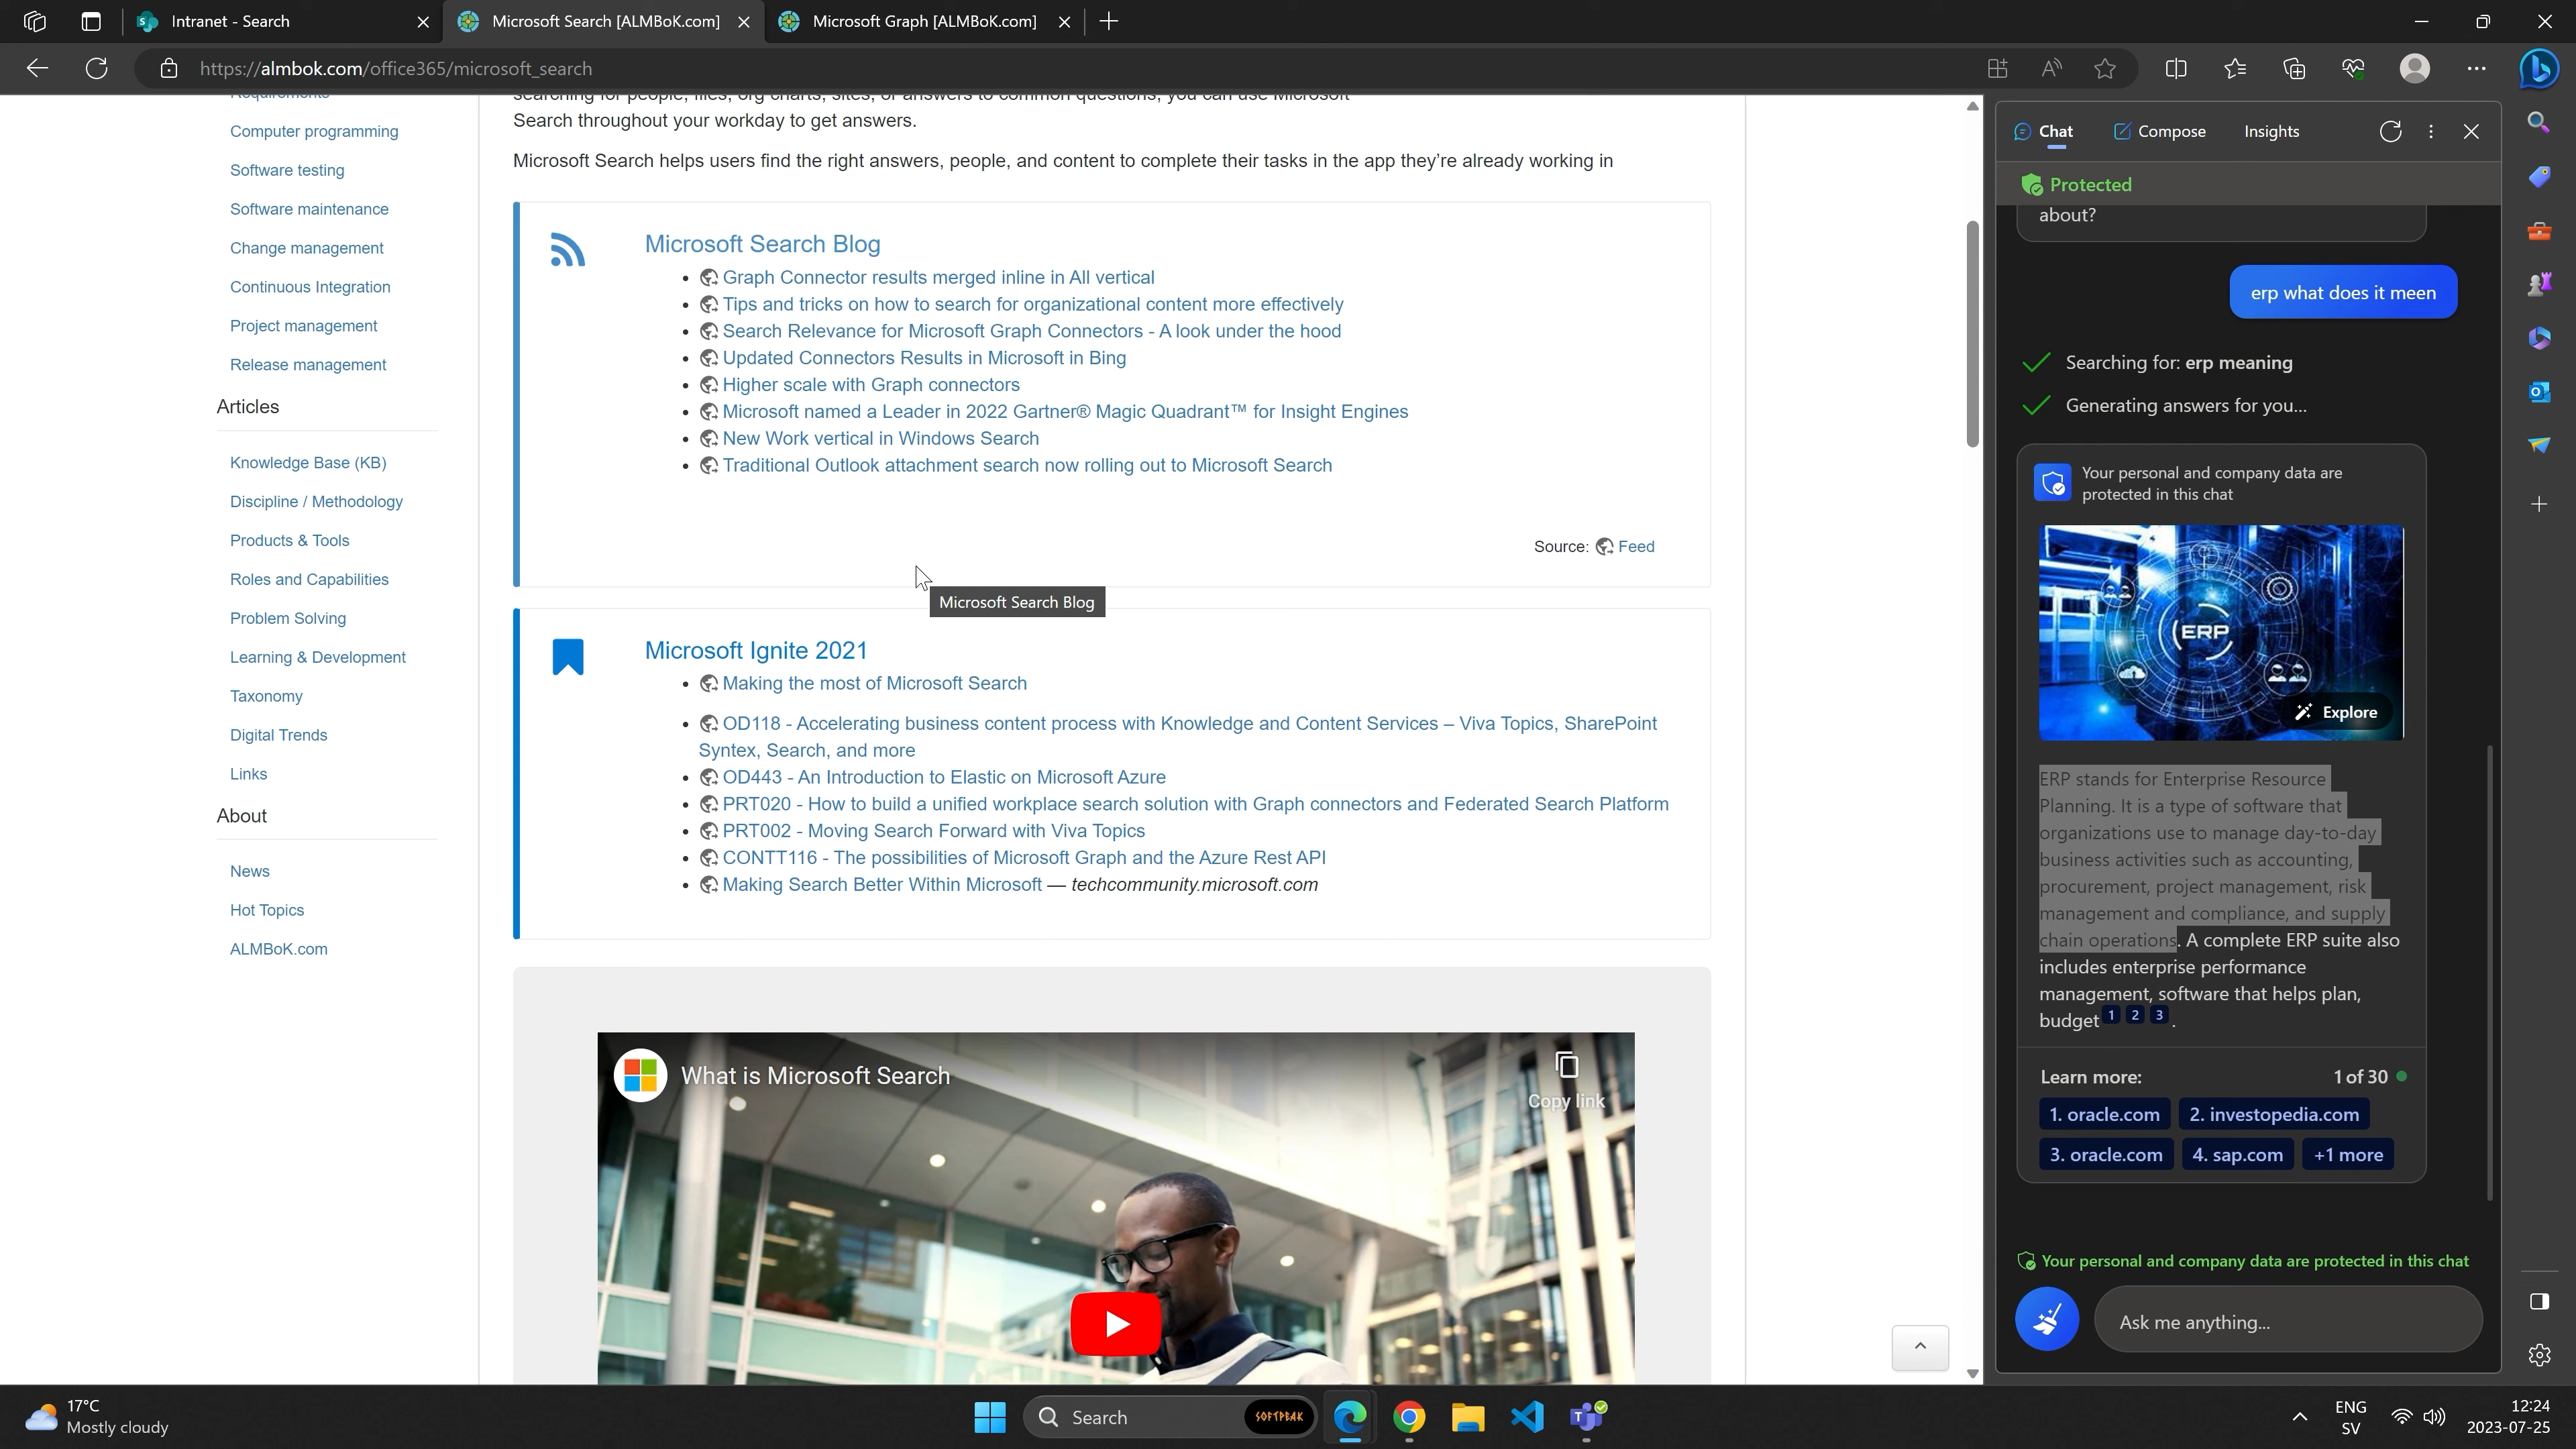 Intranet - Search
Microsoft Search [ALMBoK.com]
Microsoft Graph [ALMBoK.com]
https://almbok.com/office365/microsoft_search
Requirements
Computer programming
Software testing
Software maintenance
Change management
Continuous Integration
Project management
Release management
Articles
Knowledge Base (KB)
Discipline / Methodology
Products & Tools
Roles and Capabilities
Problem Solving
Learning & Development
Taxonomy
Digital Trends
Links
About
News
Hot Topics
ALMBoK.com
searching for people, files, org charts, sites, or answers to common questions, you can use Microsoft
Search throughout your workday to get answers.
Microsoft Search helps users find the right answers, people, and content to complete their tasks in the app they're already working in
Microsoft Search Blog
Graph Connector results merged inline in All vertical
Tips and tricks on how to search for organizational content more effectively
Search Relevance for Microsoft Graph Connectors - A look under the hood
Updated Connectors Results in Microsoft in Bing
Higher scale with Graph connectors
Microsoft named a Leader in 2022 Gartner® Magic Quadrant™ for Insight Engines
New Work vertical in Windows Search
Traditional Outlook attachment search now rolling out to Microsoft Search
Source: Feed
Microsoft Search Blog
Microsoft Ignite 2021
Making the most of Microsoft Search
OD118 - Accelerating business content process with Knowledge and Content Services – Viva Topics, SharePoint
Syntex, Search, and more
OD443 - An Introduction to Elastic on Microsoft Azure
PRT020 - How to build a unified workplace search solution with Graph connectors and Federated Search Platform
PRT002 - Moving Search Forward with Viva Topics
CONTT116 - The possibilities of Microsoft Graph and the Azure Rest API
Making Search Better Within Microsoft — techcommunity.microsoft.com
What is Microsoft Search
Copy link
Chat
Compose
Insights
Protected
about?
erp what does it meen
Searching for: erp meaning
Generating answers for you...
Your personal and company data are
protected in this chat
ERP
Explore
ERP stands for Enterprise Resource
Planning. It is a type of software that
organizations use to manage day-to-day
business activities such as accounting,
procurement, project management, risk
management and compliance, and supply
chain operations. A complete ERP suite also
includes enterprise performance
management, software that helps plan,
budget 1 2 3 .
Learn more: 1 of 30
1. oracle.com 2. investopedia.com
3. oracle.com 4. sap.com +1 more
Your personal and company data are protected in this chat
Ask me anything...
17°C
Mostly cloudy
Search
SOFTPEAK
ENG
SV
12:24
2023-07-25